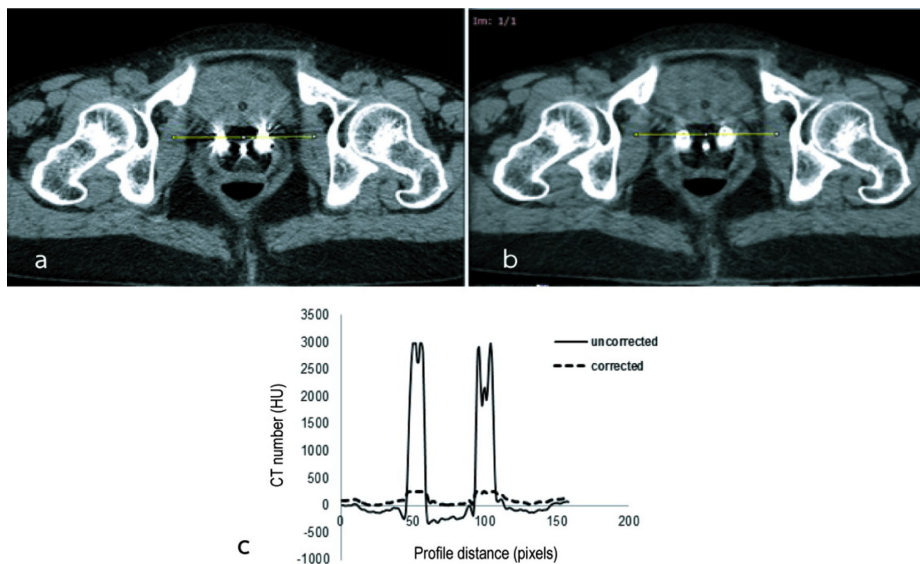 Im: 1/1
a
b
3500
3000
2500
2000
1500
1000
500
0
-500
-1000
CT number (HU)
uncorrected
corrected
0
50
100
150
200
Profile distance (pixels)
c